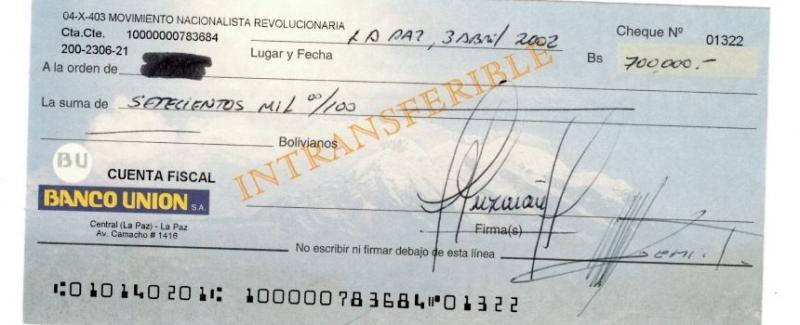 04-X-403 MOVIMIENTO NACIONALISTA REVOLUCIONARIA
Cta.Cte. 10000000783684
200-2306-21
LA PAZ, 3 Abril / 2002
Lugar y Fecha
Cheque Nº 01322
Bs 700,000.-
A la orden de
La suma de SETECIENTOS MIL 00/100
Bolivianos
INTRANSFERIBLE
BU
CUENTA FISCAL
BANCO UNION S.A.
Central (La Paz) - La Paz
Av. Camacho # 1416
Guzmán
Firma(s)
No escribir ni firmar debajo de esta línea
01014020 10000078368 01322